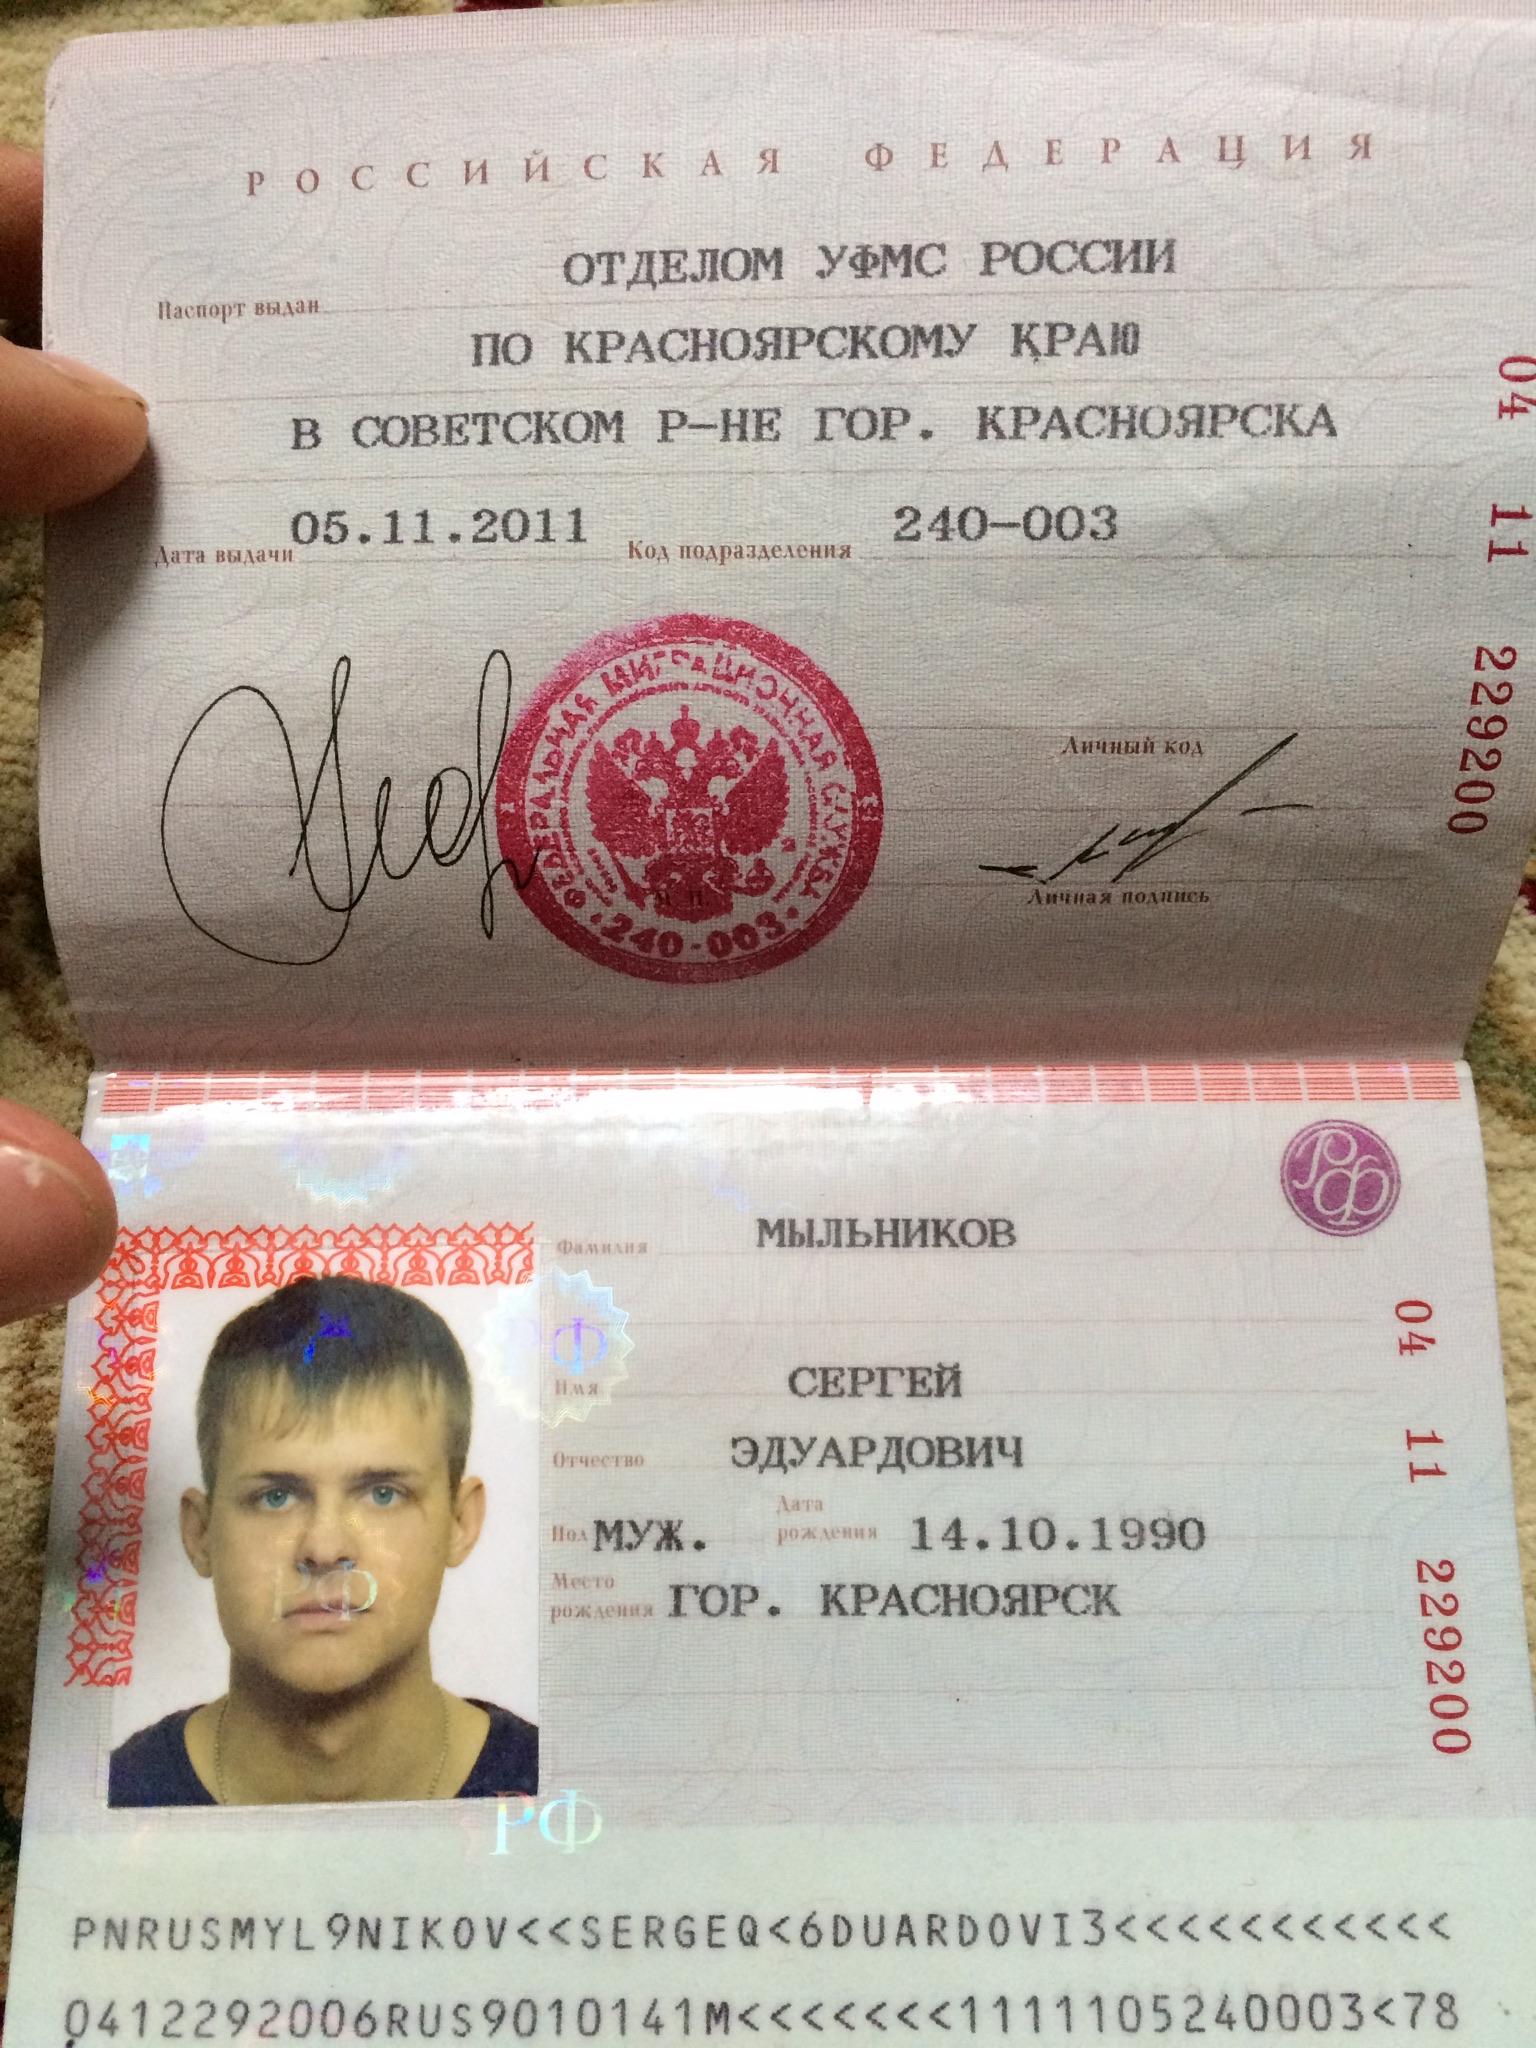 РОССИЙСКАЯ ФЕДЕРАЦИЯ
Паспорт выдан ОТДЕЛОМ УФМС РОССИИ
ПО КРАСНОЯРСКОМУ КРАЮ
В СОВЕТСКОМ Р-НЕ ГОР. КРАСНОЯРСКА
Дата выдачи 05.11.2011 Код подразделения 240-003
04 11 229200
ФЕДЕРАЛЬНАЯ МИГРАЦИОННАЯ СЛУЖБА
М. П.
240-003
Личный код
Личная подпись
РФ
Фамилия МЫЛЬНИКОВ
Имя СЕРГЕЙ
Отчество ЭДУАРДОВИЧ
Пол МУЖ. Дата рождения 14.10.1990
Место рождения ГОР. КРАСНОЯРСК
04 11 229200
РФ
РФ
РФ
PNRUSMYL9NIKOV<<SERGEQ<6DUARDOVI3<<<<<<<<<<<
0412292006RUS9010141M<<<<<<<1111105240003<78